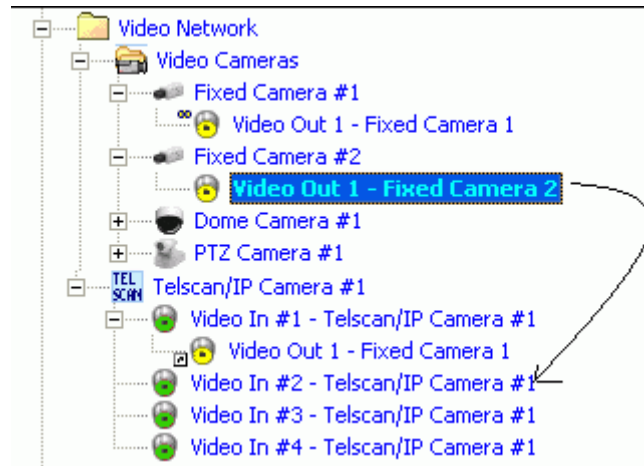 Video Network
Video Cameras
Fixed Camera #1
Video Out 1 - Fixed Camera 1
Fixed Camera #2
Video Out 1 - Fixed Camera 2
Dome Camera #1
PTZ Camera #1
TEL
SCAN
Telscan/IP Camera #1
Video In #1 - Telscan/IP Camera #1
Video Out 1 - Fixed Camera 1
Video In #2 - Telscan/IP Camera #1
Video In #3 - Telscan/IP Camera #1
Video In #4 - Telscan/IP Camera #1